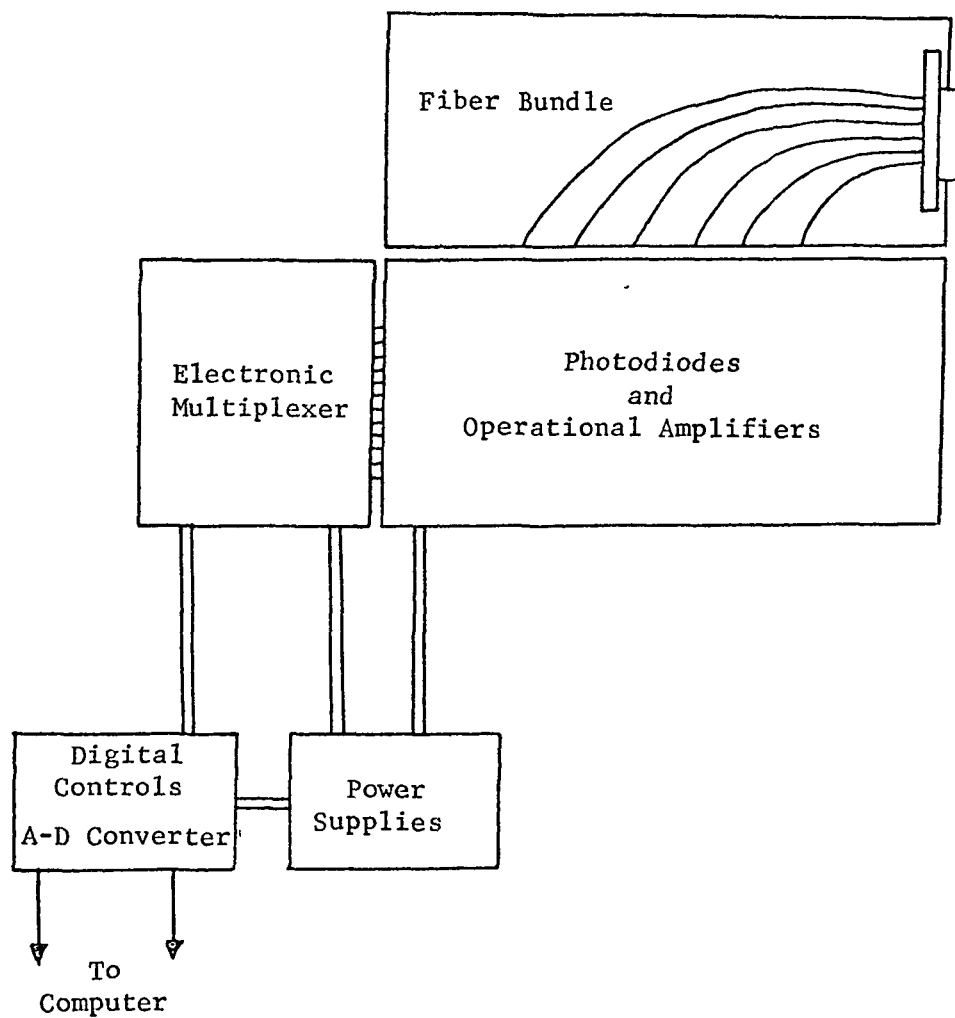 Fiber Bundle
Electronic
Multiplexer
Photodiodes
and
Operational Amplifiers
Digital
Controls
A-D Converter
Power
Supplies
To
Computer